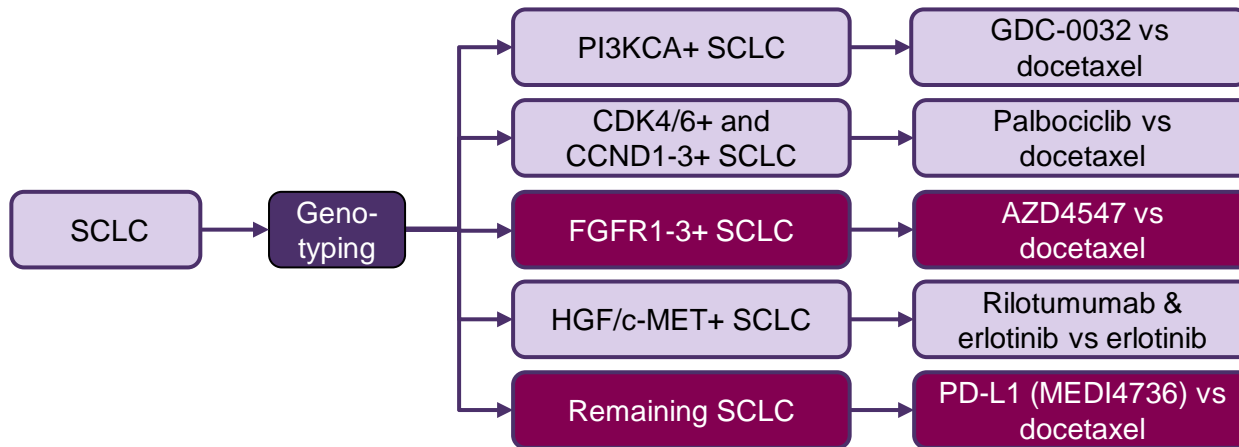 SCLC
Geno-
typing
PI3KCA+ SCLC
GDC-0032 vs
docetaxel
CDK4/6+ and
CCND1-3+ SCLC
Palbociclib vs
docetaxel
FGFR1-3+ SCLC
AZD4547 vs
docetaxel
HGF/c-MET+ SCLC
Rilotumumab &
erlotinib vs erlotinib
Remaining SCLC
PD-L1 (MEDI4736) vs
docetaxel